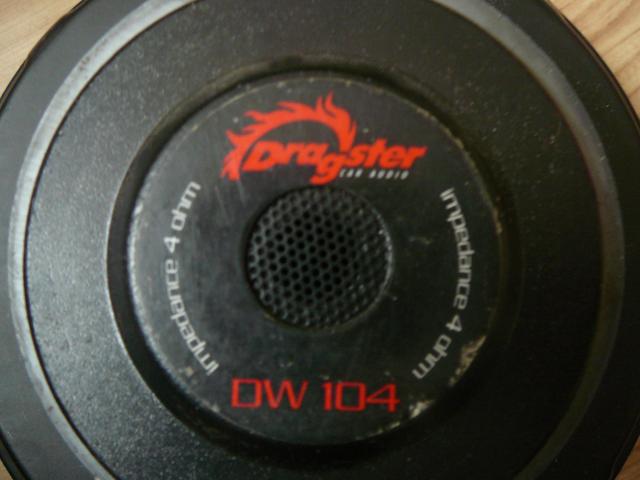 Dragster
CAR AUDIO
impedance 4 ohm
impedance 4 ohm
DW 104